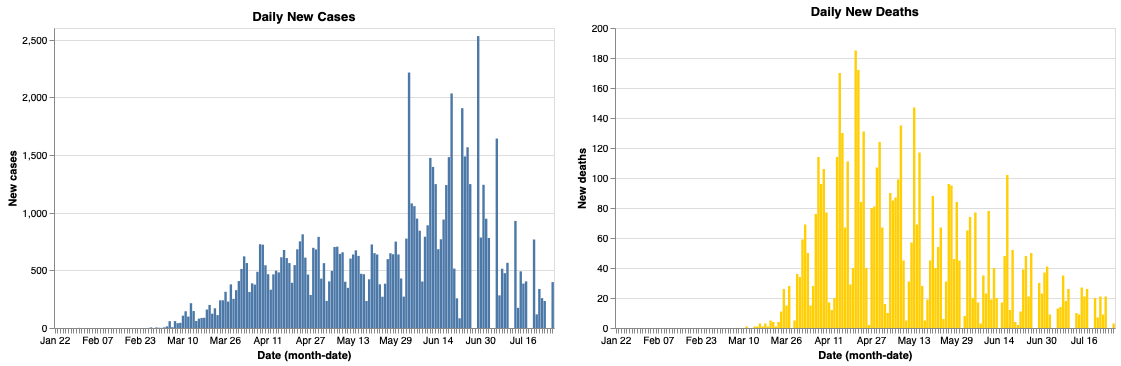 Daily New Cases
New cases
2,500
2,000
1,500
1,000
500
0
Jan 22 Feb 07 Feb 23 Mar 10 Mar 26 Apr 11 Apr 27 May 13 May 29 Jun 14 Jun 30 Jul 16
Date (month-date)
Daily New Deaths
New deaths
200
180
160
140
120
100
80
60
40
20
0
Jan 22 Feb 07 Feb 23 Mar 10 Mar 26 Apr 11 Apr 27 May 13 May 29 Jun 14 Jun 30 Jul 16
Date (month-date)